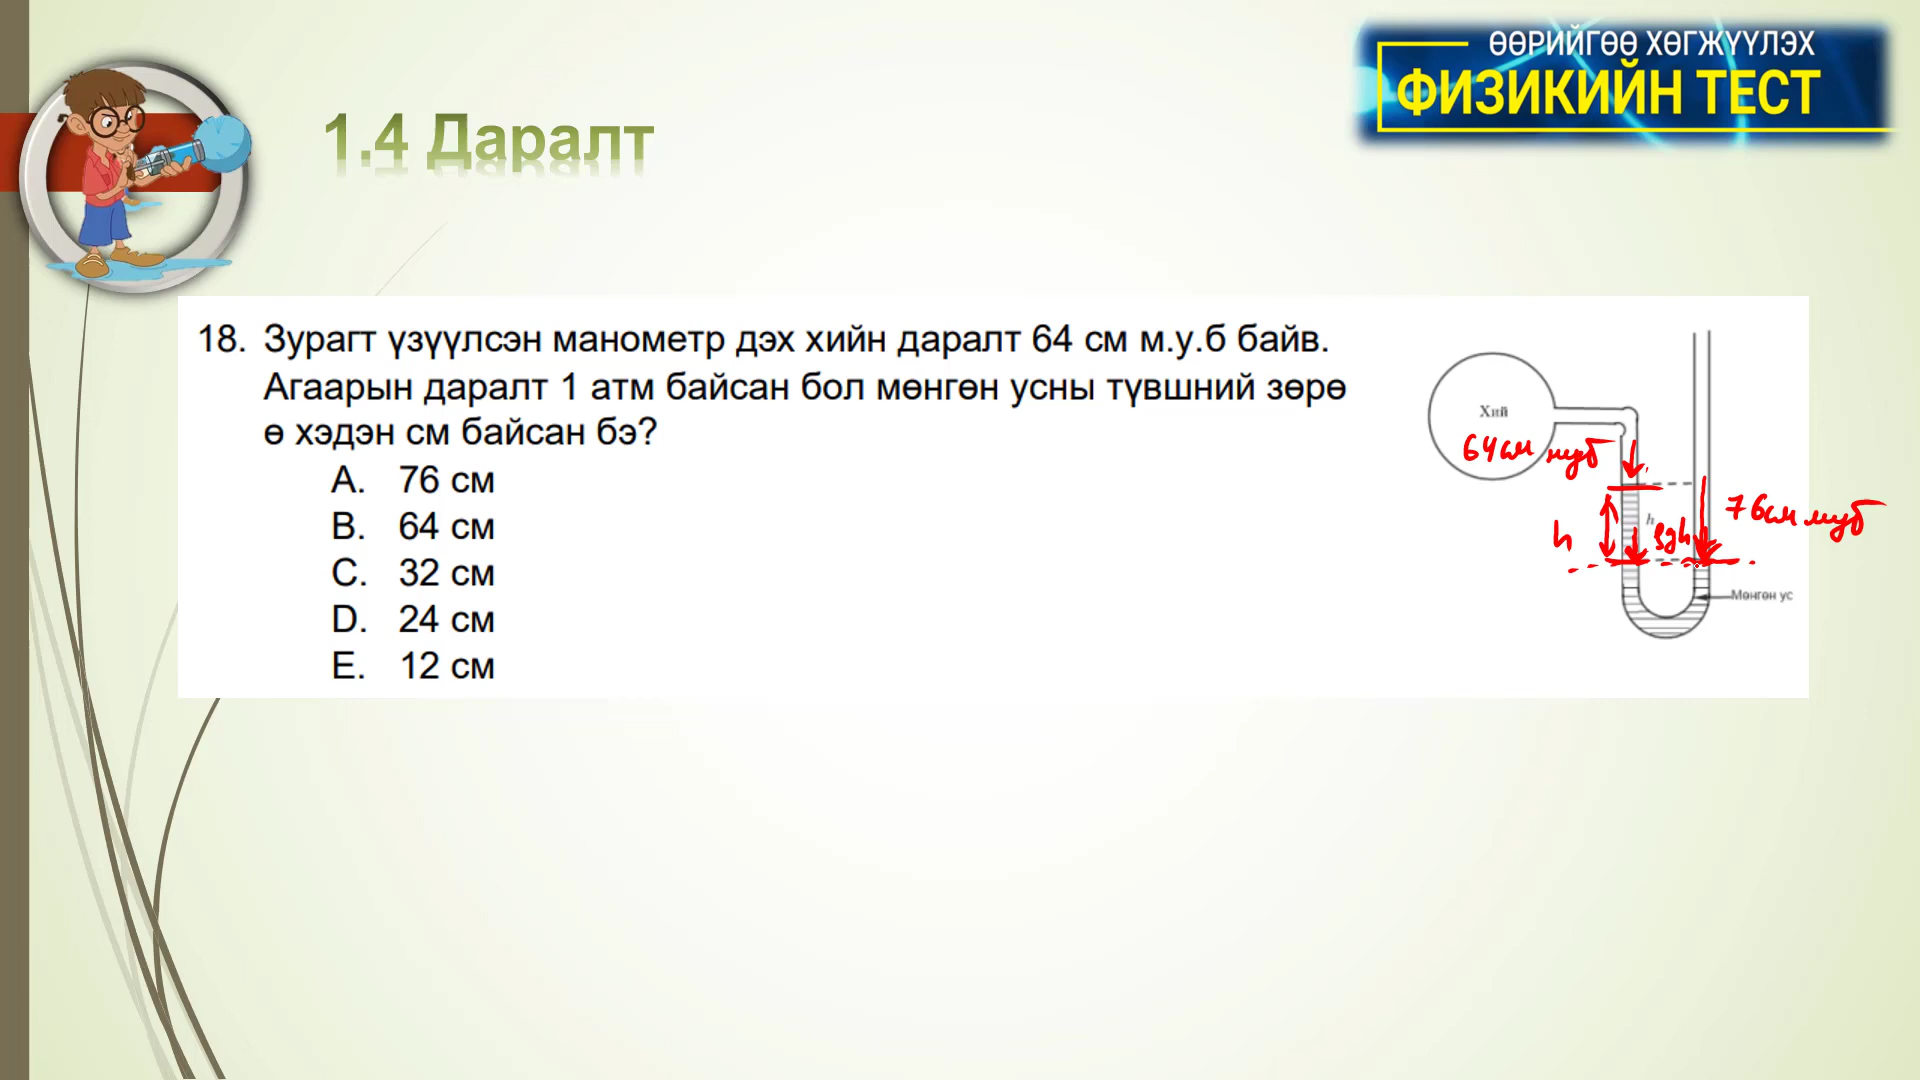 ӨӨРИЙГӨӨ ХӨГЖҮҮЛЭХ
ФИЗИКИЙН ТЕСТ
1.4 Даралт
18. Зурагт үзүүлсэн манометр дэх хийн даралт 64 см м.у.б байв.
Агаарын даралт 1 атм байсан бол мөнгөн усны түвшний зөрө
ө хэдэн см байсан бэ?
A. 76 см
B. 64 см
C. 32 см
D. 24 см
E. 12 см
Хий
64см муб
h
h
ρgh
76см муб
Мөнгөн ус